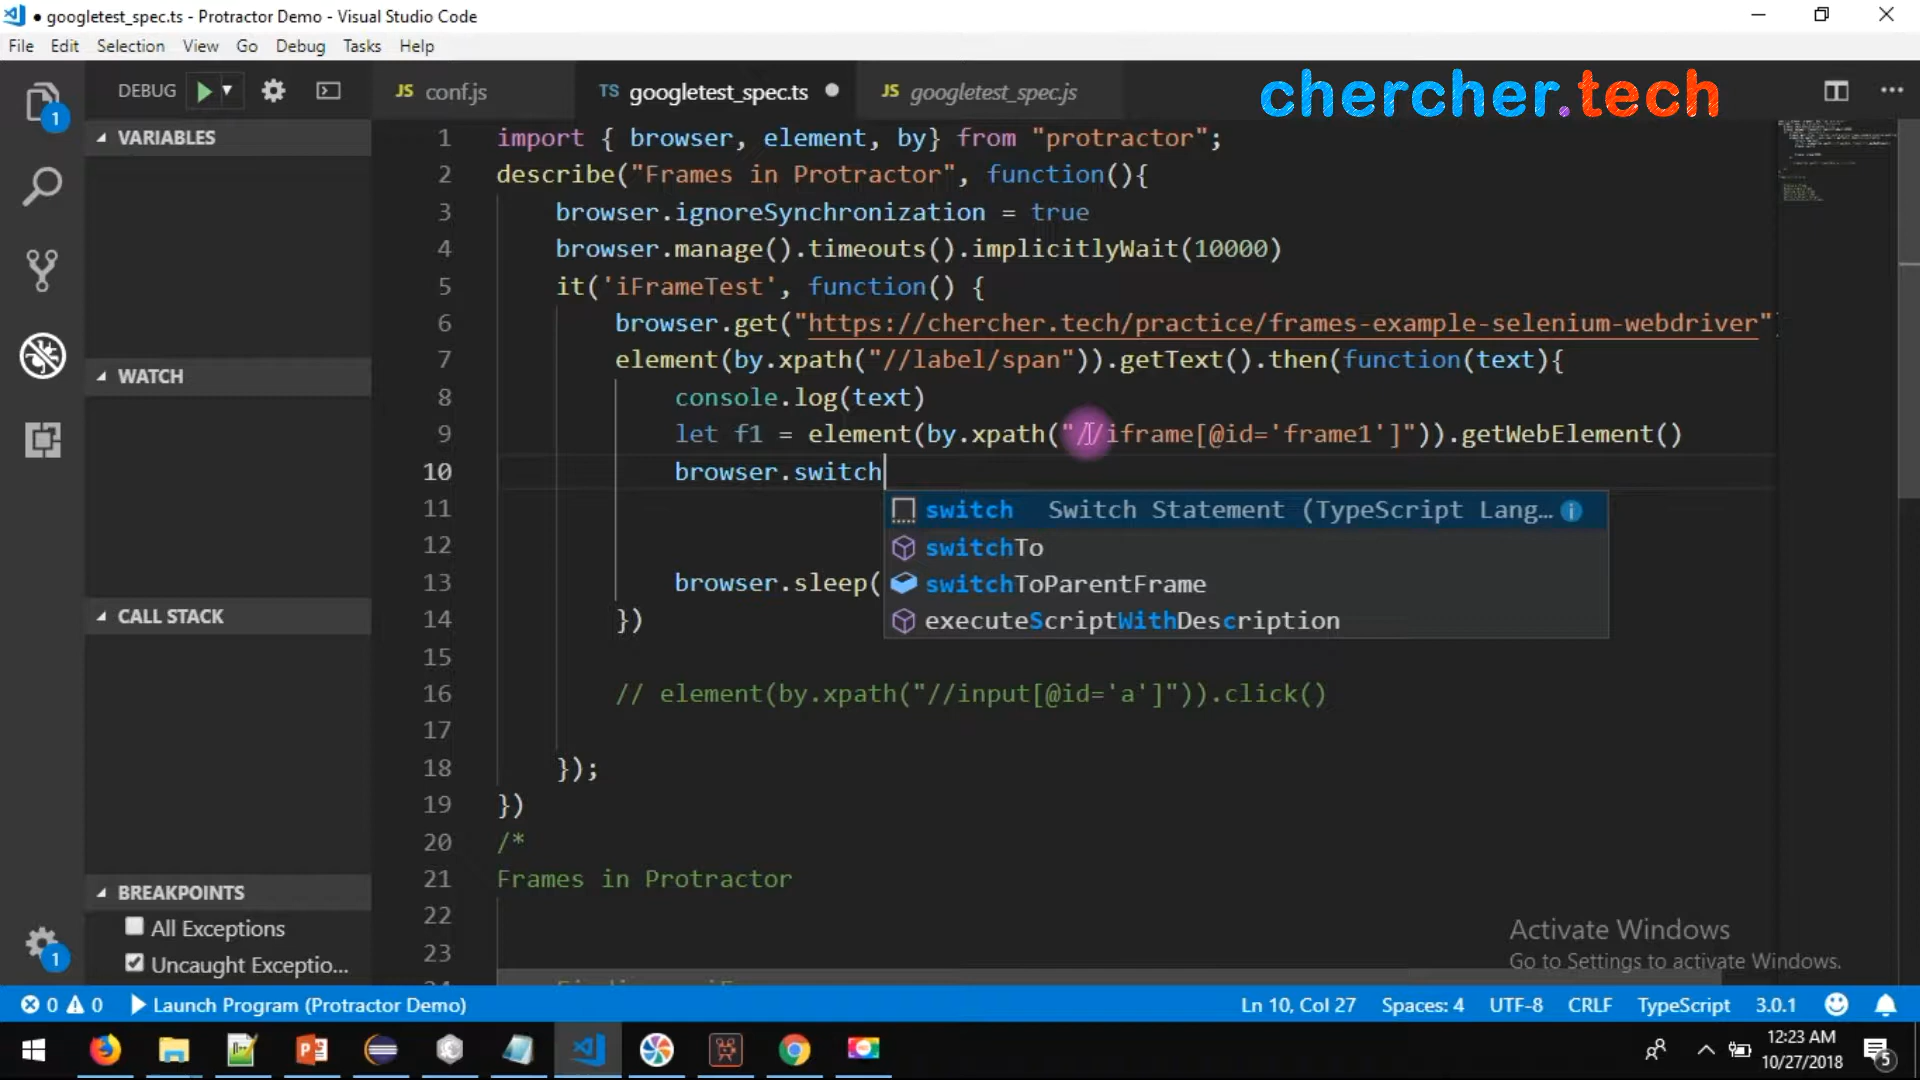 googletest_spec.ts - Protractor Demo - Visual Studio Code
File Edit Selection View Go Debug Tasks Help
DEBUG
JS conf.js
TS googletest_spec.ts
JS googletest_spec.js
chercher.tech
VARIABLES
WATCH
CALL STACK
BREAKPOINTS
All Exceptions
Uncaught Exceptio...
1 import { browser, element, by} from "protractor";
2 describe("Frames in Protractor", function(){
3 browser.ignoreSynchronization = true
4 browser.manage().timeouts().implicitlyWait(10000)
5 it('iFrameTest', function() {
6 browser.get("https://chercher.tech/practice/frames-example-selenium-webdriver"
7 element(by.xpath("//label/span")).getText().then(function(text){
8 console.log(text)
9 let f1 = element(by.xpath("//iframe[@id='frame1']")).getWebElement()
10 browser.switch
11 switch Switch Statement (TypeScript Lang...
12 switchTo
13 browser.sleep( switchToParentFrame
14 }) executeScriptWithDescription
15
16 // element(by.xpath("//input[@id='a']")).click()
17
18 });
19 })
20 /*
21 Frames in Protractor
22
23
Activate Windows
Go to Settings to activate Windows.
1
1
0 0 Launch Program (Protractor Demo)
Ln 10, Col 27 Spaces: 4 UTF-8 CRLF TypeScript 3.0.1
12:23 AM
10/27/2018
5